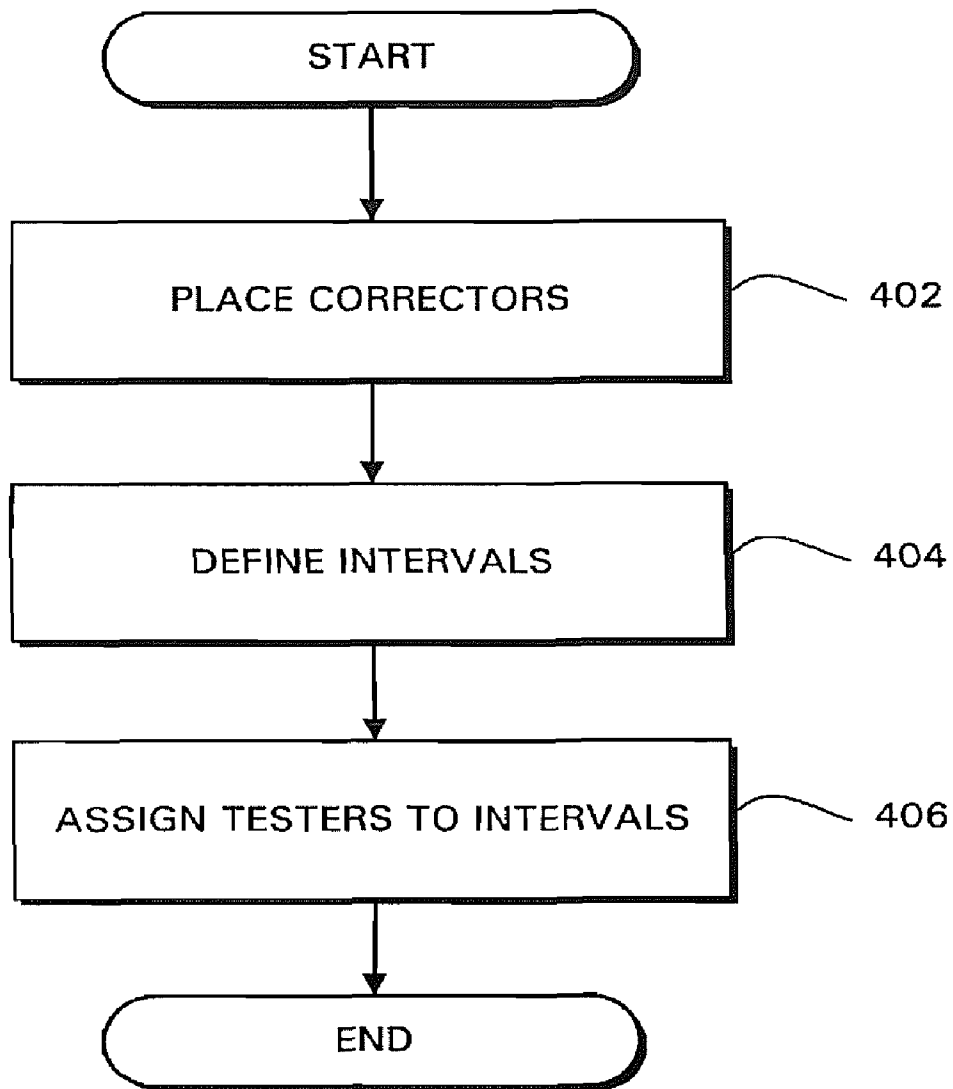 START
PLACE CORRECTORS
402
DEFINE INTERVALS
404
ASSIGN TESTERS TO INTERVALS
406
END